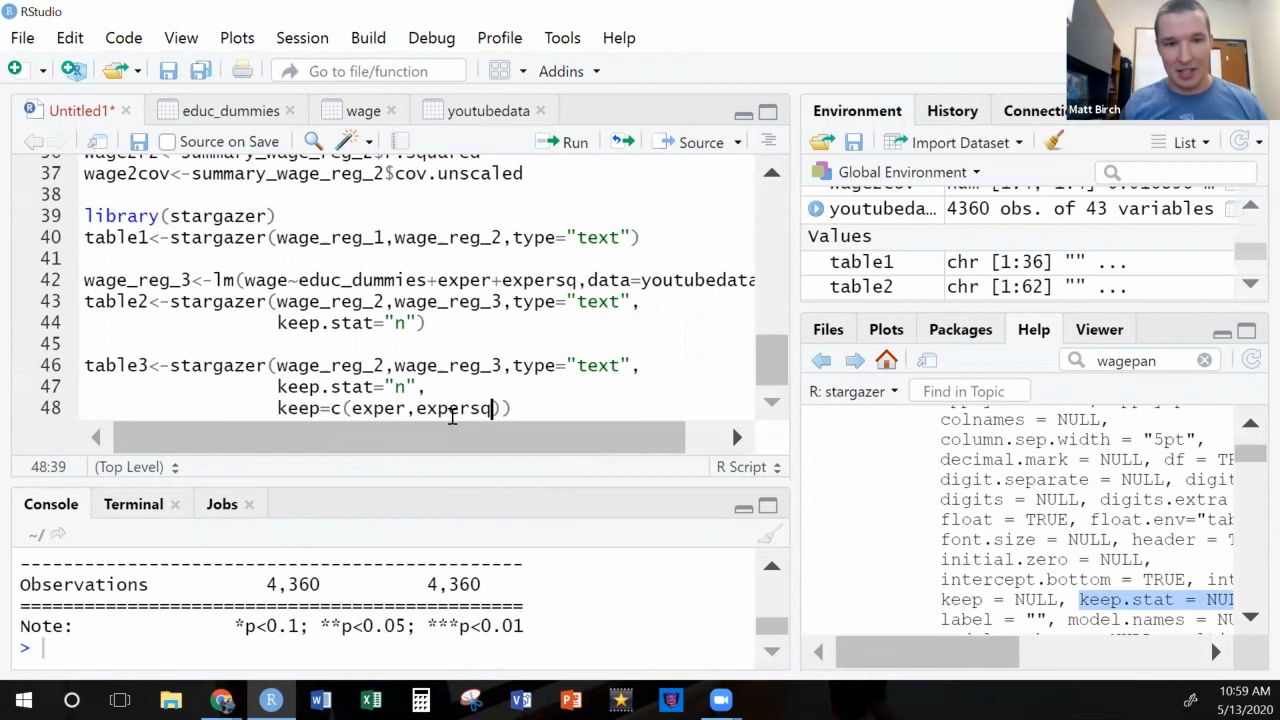 RStudio
File Edit Code View Plots Session Build Debug Profile Tools Help
Go to file/function Addins
Matt Birch
Untitled1* educ_dummies wage youtubedata
Source on Save Run Source
37 wage2cov<-summary_wage_reg_2$cov.unscaled
38
39 library(stargazer)
40 table1<-stargazer(wage_reg_1,wage_reg_2,type="text")
41
42 wage_reg_3<-lm(wage~educ_dummies+exper+expersq,data=youtubedata
43 table2<-stargazer(wage_reg_2,wage_reg_3,type="text",
44 keep.stat="n")
45
46 table3<-stargazer(wage_reg_2,wage_reg_3,type="text",
47 keep.stat="n",
48 keep=c(exper,expersq))
48:39 (Top Level) R Script
Console Terminal Jobs
~/
--------------------------------------------------------
Observations 4,360 4,360
========================================================
Note: *p<0.1; **p<0.05; ***p<0.01
>
Environment History Connecti
Import Dataset List
Global Environment
youtubeda... 4360 obs. of 43 variables
Values
table1 chr [1:36] "" ...
table2 chr [1:62] "" ...
Files Plots Packages Help Viewer
wagepan
R: stargazer Find in Topic
colnames = NULL,
column.sep.width = "5pt",
decimal.mark = NULL, df = TR
digit.separate = NULL, digit
digits = NULL, digits.extra
float = TRUE, float.env="tab
font.size = NULL, header = T
initial.zero = NULL,
intercept.bottom = TRUE, int
keep = NULL, keep.stat = NUL
label = "", model.names = NU
10:59 AM
5/13/2020